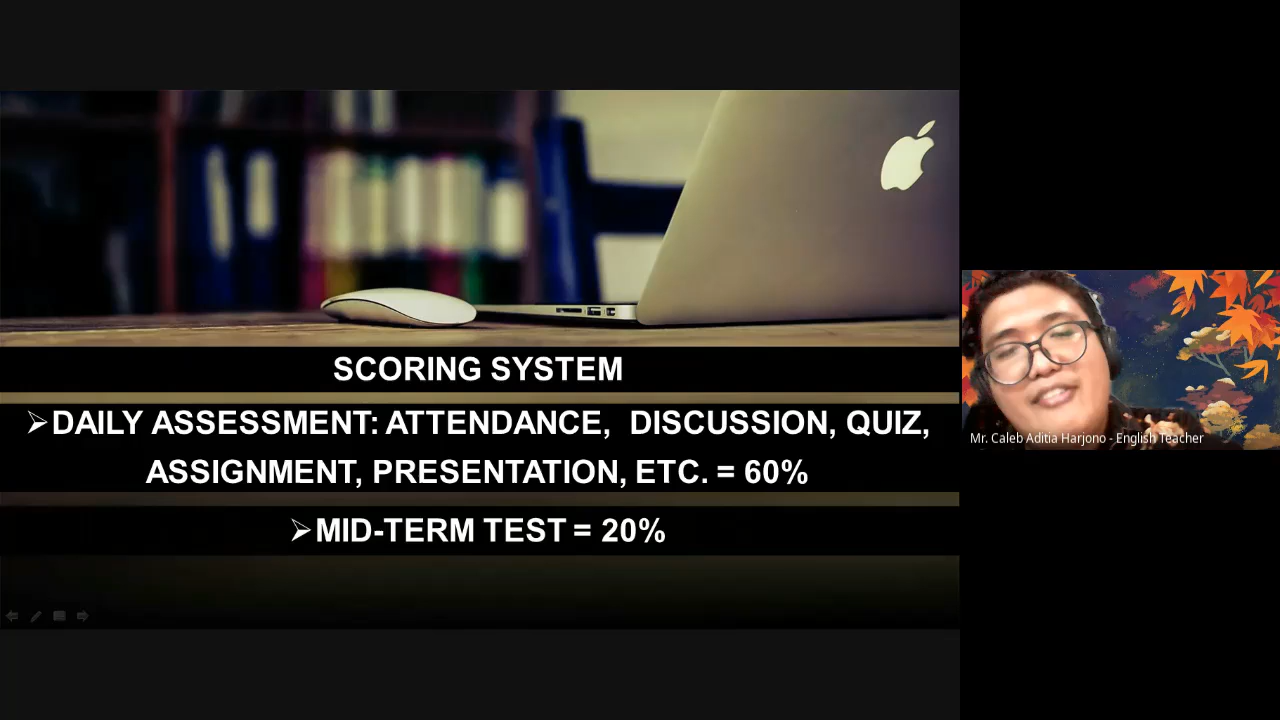 SCORING SYSTEM
➢DAILY ASSESSMENT: ATTENDANCE, DISCUSSION, QUIZ,
ASSIGNMENT, PRESENTATION, ETC. = 60%
➢MID-TERM TEST = 20%
Mr. Caleb Aditia Harjono - English Teacher